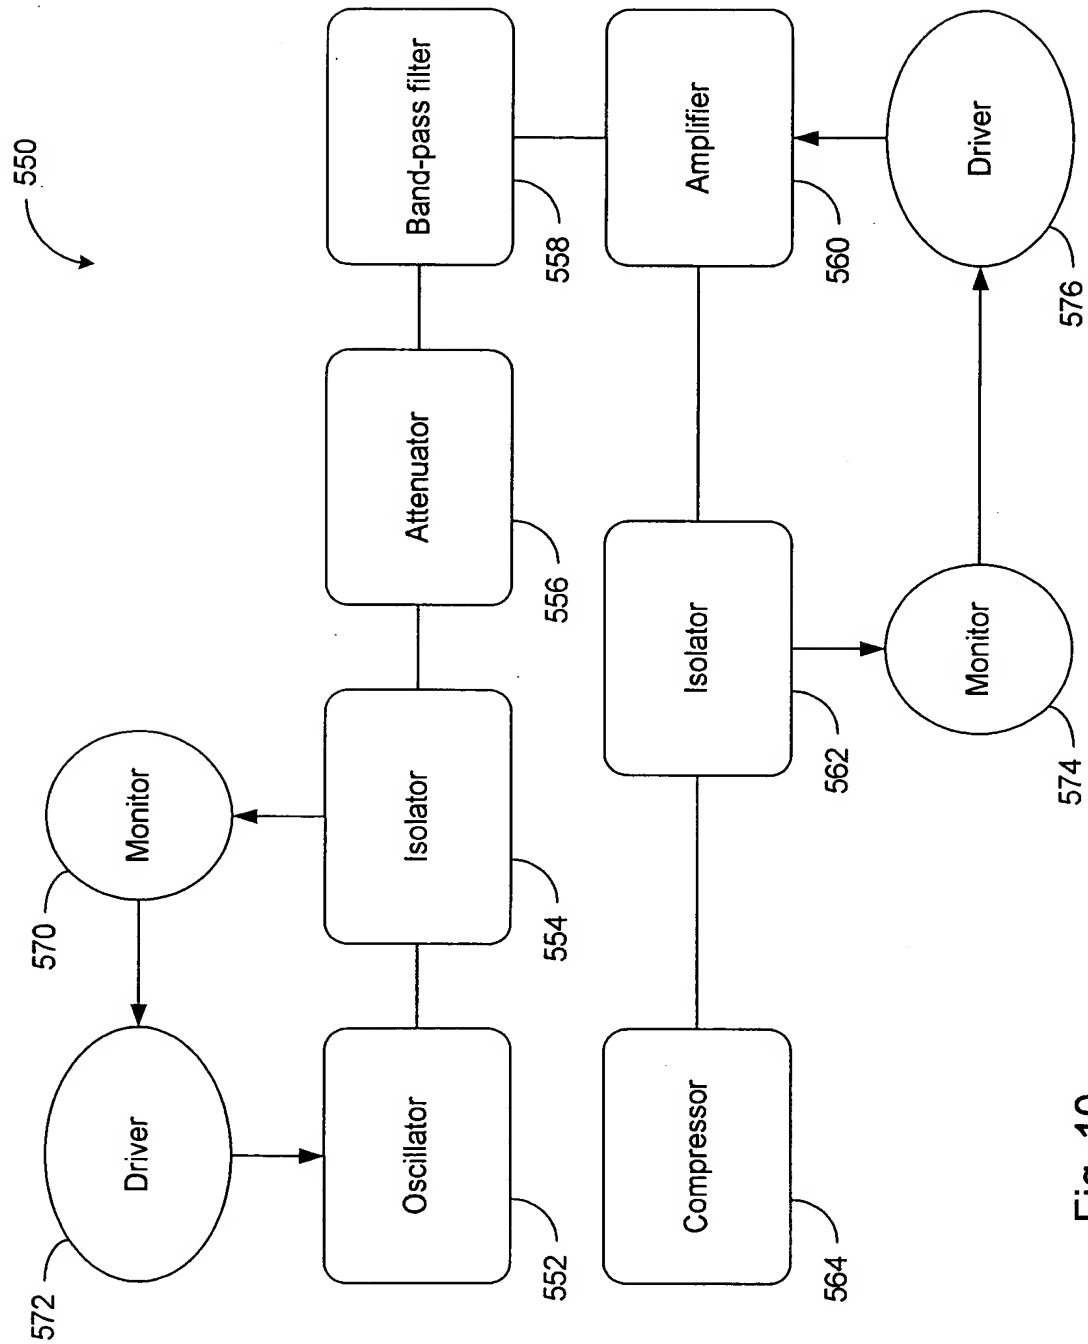 550
572
570
Driver
Monitor
Oscillator
Isolator
Attenuator
Band-pass filter
552
554
556
558
Compressor
Isolator
Amplifier
564
562
560
Monitor
Driver
574
576
Fig.